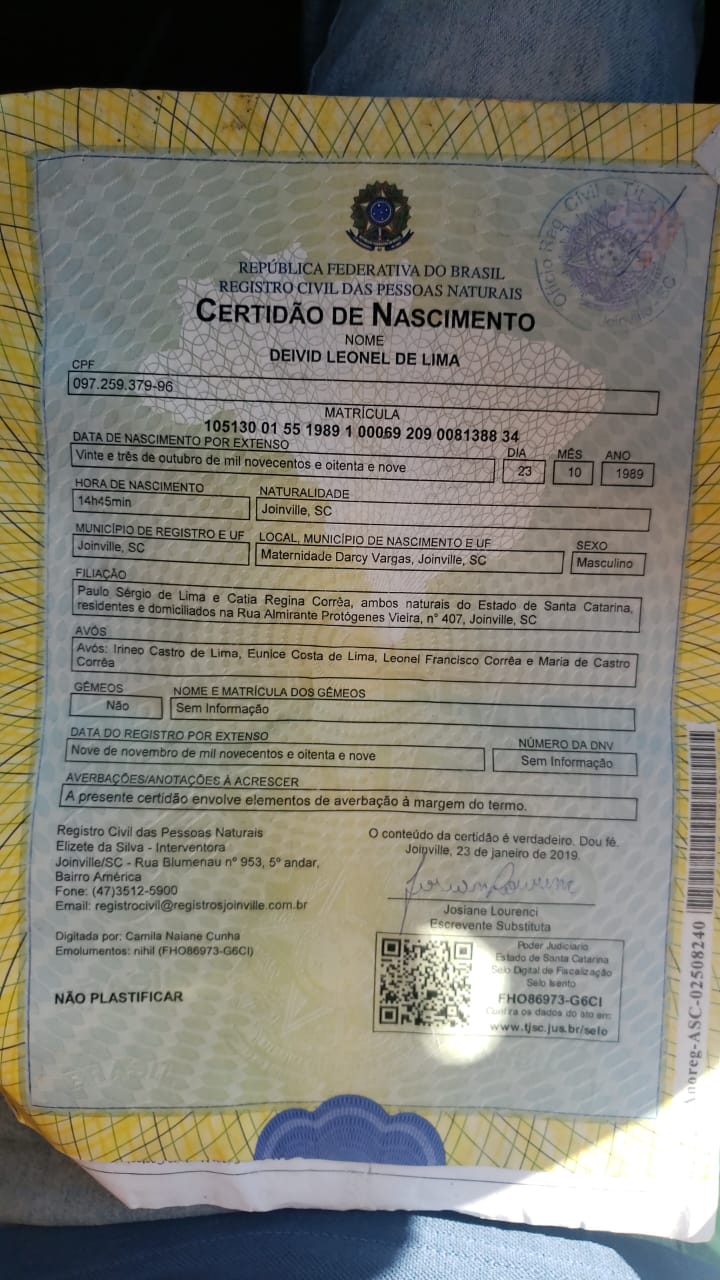 REPÚBLICA FEDERATIVA DO BRASIL
REGISTRO CIVIL DAS PESSOAS NATURAIS
CERTIDÃO DE NASCIMENTO
NOME
DEIVID LEONEL DE LIMA
CPF
097.259.379-96
MATRÍCULA
105130 01 55 1989 1 00069 209 0081388 34
DATA DE NASCIMENTO POR EXTENSO
DIA MÊS ANO
Vinte e três de outubro de mil novecentos e oitenta e nove
23 10 1989
HORA DE NASCIMENTO NATURALIDADE
14h45min Joinville, SC
MUNICÍPIO DE REGISTRO E UF LOCAL, MUNICÍPIO DE NASCIMENTO E UF SEXO
Joinville, SC Maternidade Darcy Vargas, Joinville, SC Masculino
FILIAÇÃO
Paulo Sérgio de Lima e Catia Regina Corrêa, ambos naturais do Estado de Santa Catarina,
residentes e domiciliados na Rua Almirante Protógenes Vieira, n° 407, Joinville, SC
AVÓS
Avós: Irineo Castro de Lima, Eunice Costa de Lima, Leonel Francisco Corrêa e Maria de Castro
Corrêa
GÊMEOS NOME E MATRÍCULA DOS GÊMEOS
Não Sem Informação
DATA DO REGISTRO POR EXTENSO NÚMERO DA DNV
Nove de novembro de mil novecentos e oitenta e nove Sem Informação
AVERBAÇÕES/ANOTAÇÕES À ACRESCER
A presente certidão envolve elementos de averbação à margem do termo.
Registro Civil das Pessoas Naturais
Elizete da Silva - Interventora
Joinville/SC - Rua Blumenau nº 953, 5º andar,
Bairro América
Fone: (47)3512-5900
Email: registrocivil@registrosjoinville.com.br
Digitada por: Camila Naiane Cunha
Emolumentos: nihil (FHO86973-G6CI)
NÃO PLASTIFICAR
O conteúdo da certidão é verdadeiro. Dou fé.
Joinville, 23 de janeiro de 2019.
Josiane Lourenci
Escrevente Substituta
Poder Judiciário
Estado de Santa Catarina
Selo Digital de Fiscalização
Selo Isento
FHO86973-G6CI
Confira os dados do ato em:
www.tjsc.jus.br/selo
Anoreg-ASC-02508240